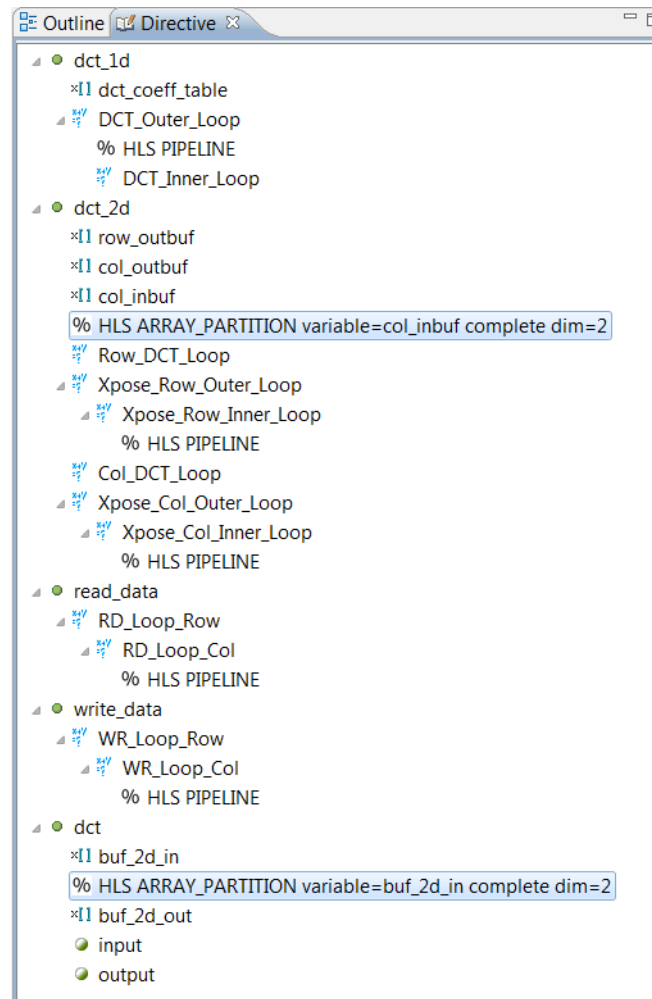 Outline Directive
dct_1d
dct_coeff_table
DCT_Outer_Loop
% HLS PIPELINE
DCT_Inner_Loop
dct_2d
row_outbuf
col_outbuf
col_inbuf
% HLS ARRAY_PARTITION variable=col_inbuf complete dim=2
Row_DCT_Loop
Xpose_Row_Outer_Loop
Xpose_Row_Inner_Loop
% HLS PIPELINE
Col_DCT_Loop
Xpose_Col_Outer_Loop
Xpose_Col_Inner_Loop
% HLS PIPELINE
read_data
RD_Loop_Row
RD_Loop_Col
% HLS PIPELINE
write_data
WR_Loop_Row
WR_Loop_Col
% HLS PIPELINE
dct
buf_2d_in
% HLS ARRAY_PARTITION variable=buf_2d_in complete dim=2
buf_2d_out
input
output